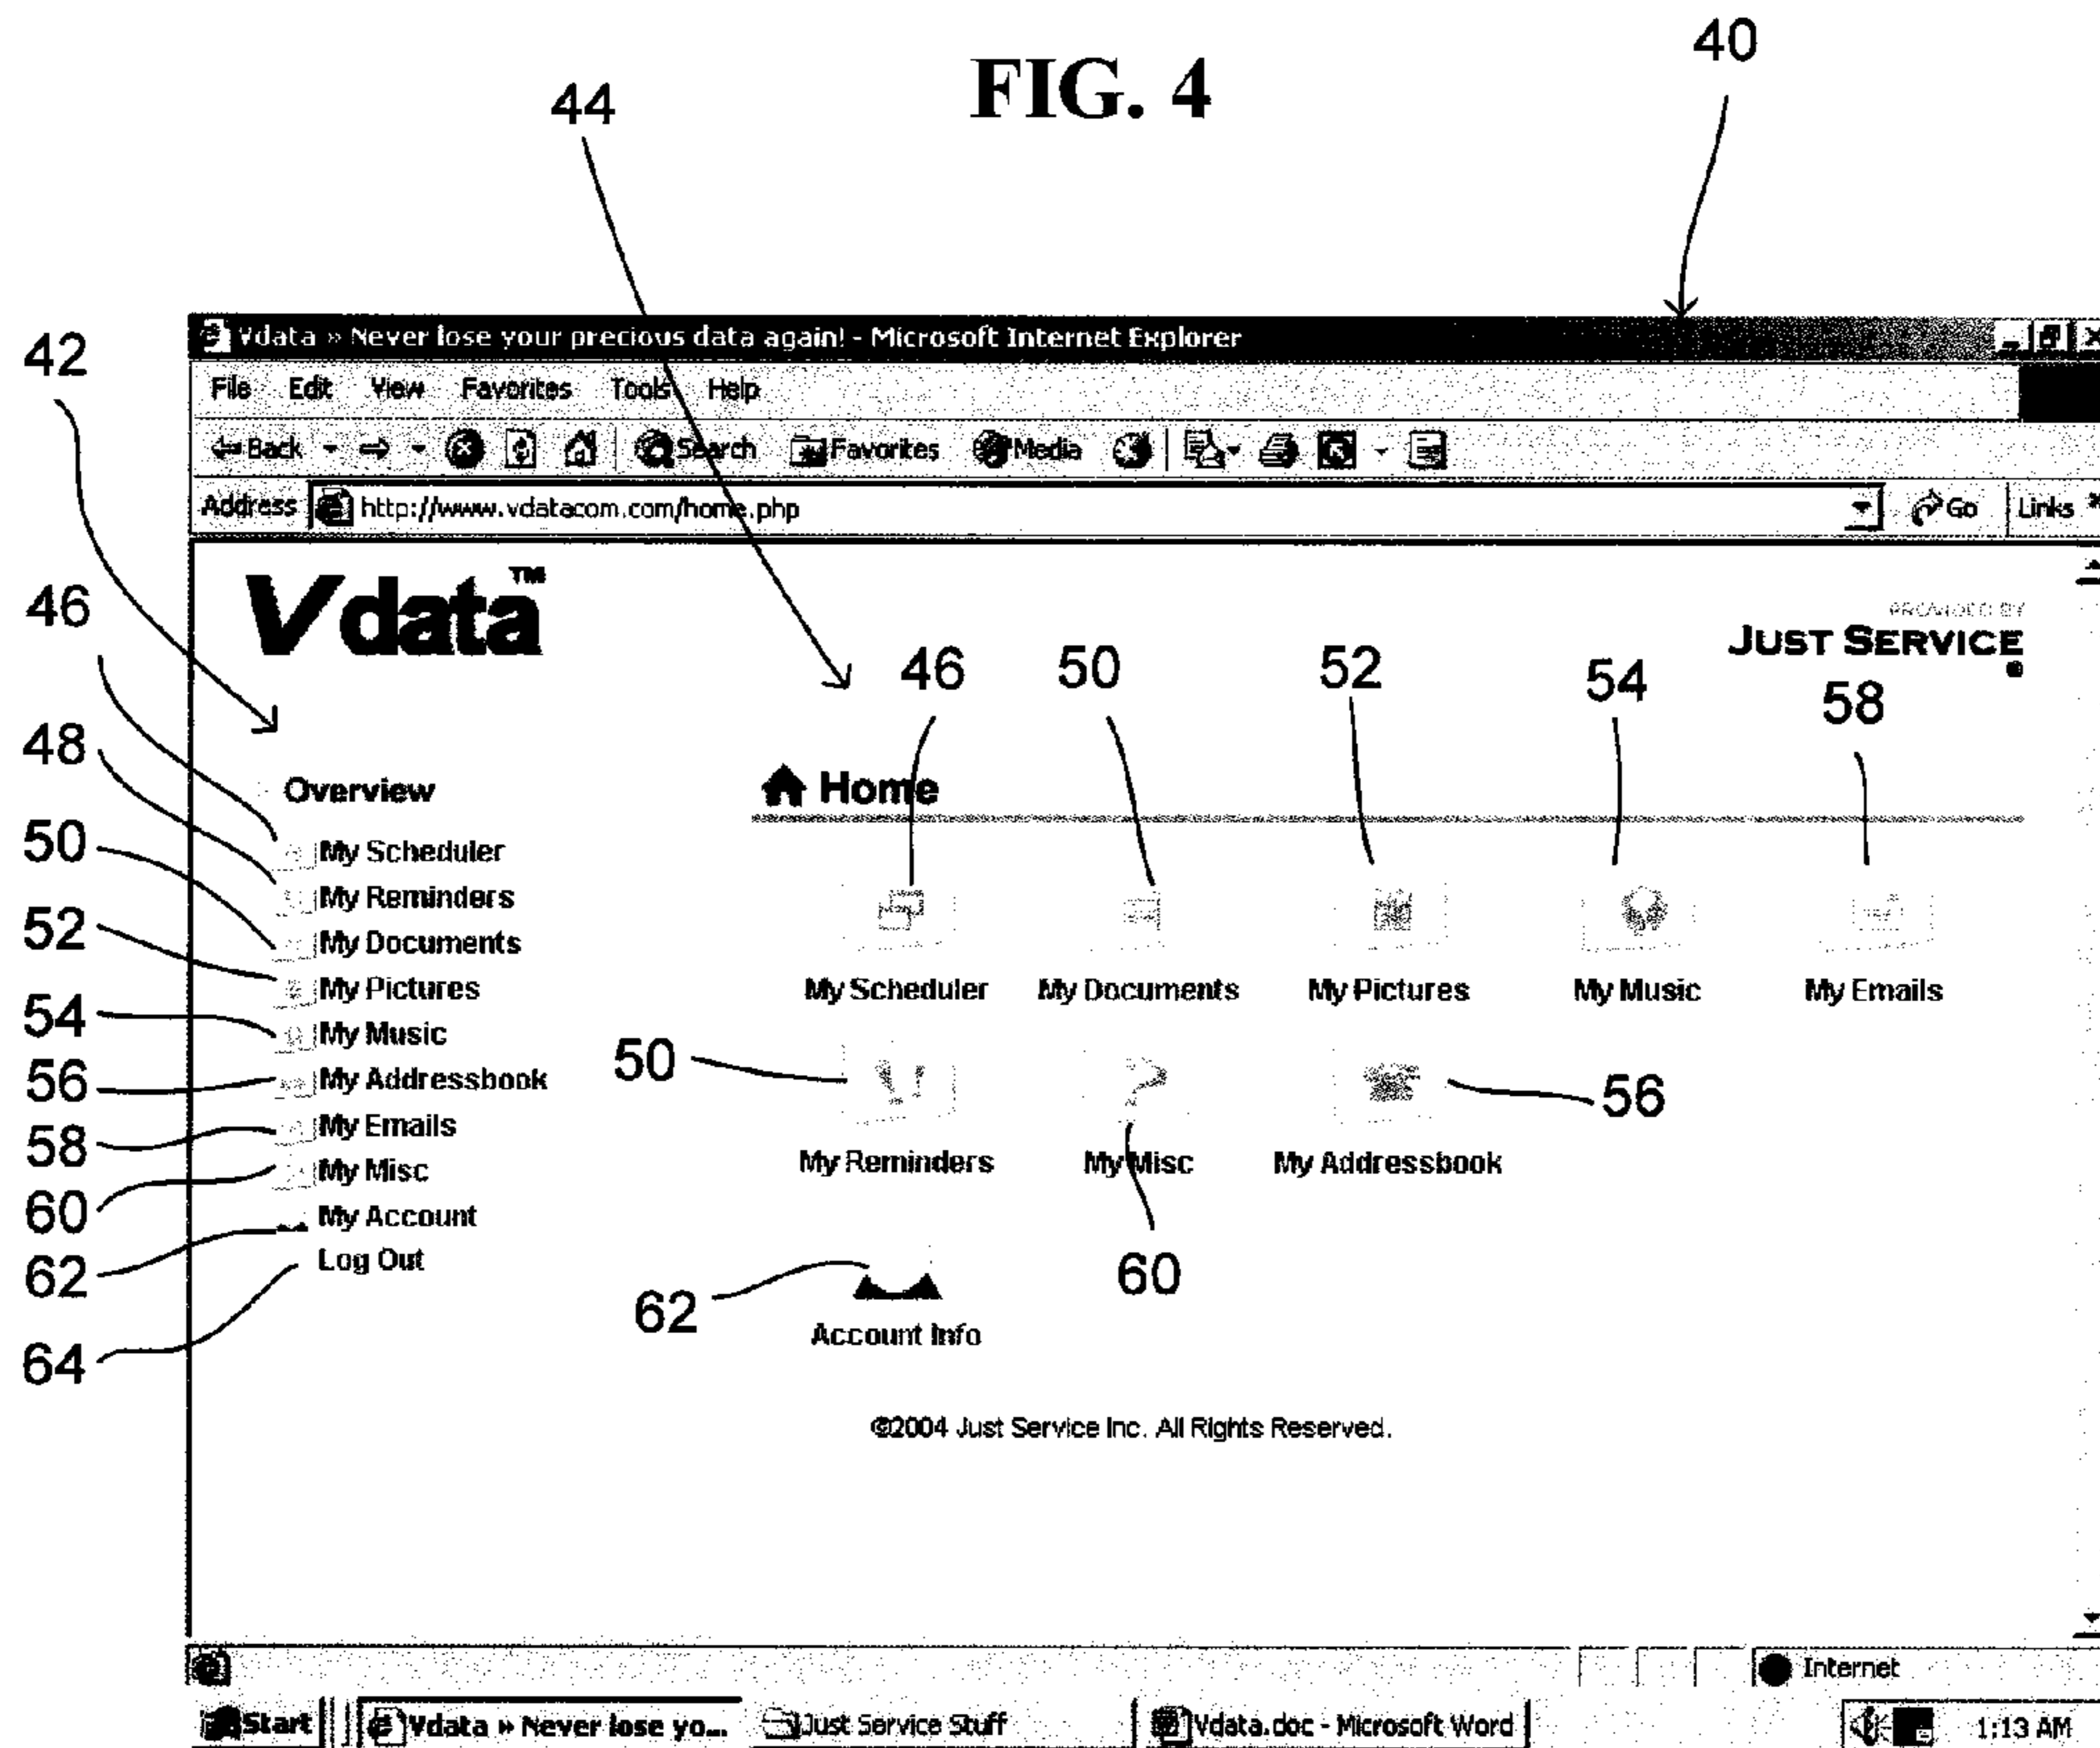 FIG. 4
40
44
42
Vdata » Never lose your precious data again! - Microsoft Internet Explorer
File Edit View Favorites Tools Help
Back Search Favorites Media
Address http://www.vdatacom.com/home.php Go Links
Vdata™
PROVIDED BY
JUST SERVICE
46
48
50
52
54
56
58
60
62
64
Overview
My Scheduler
My Reminders
My Documents
My Pictures
My Music
My Addressbook
My Emails
My Misc
My Account
Log Out
46 50 52 54 58
Home
My Scheduler My Documents My Pictures My Music My Emails
50 56
My Reminders My Misc My Addressbook
62 60
Account Info
©2004 Just Service Inc. All Rights Reserved.
Internet
Start Vdata » Never lose yo... Just Service Stuff Vdata.doc - Microsoft Word 1:13 AM